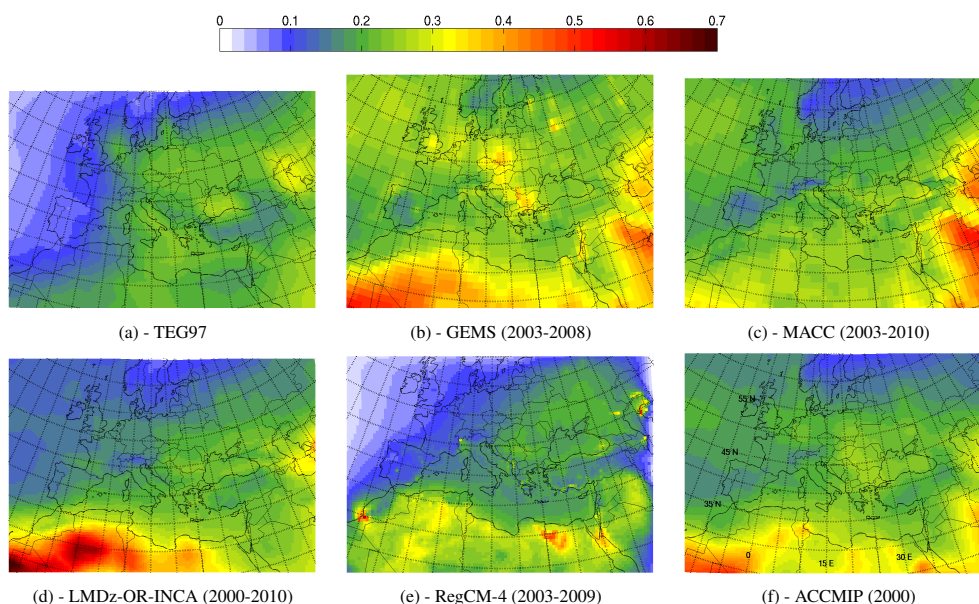 0 0.1 0.2 0.3 0.4 0.5 0.6 0.7
(a) - TEG97
(b) - GEMS (2003-2008)
(c) - MACC (2003-2010)
55 N
45 N
35 N
0
15 E
30 E
(d) - LMDz-OR-INCA (2000-2010)
(e) - RegCM-4 (2003-2009)
(f) - ACCMIP (2000)